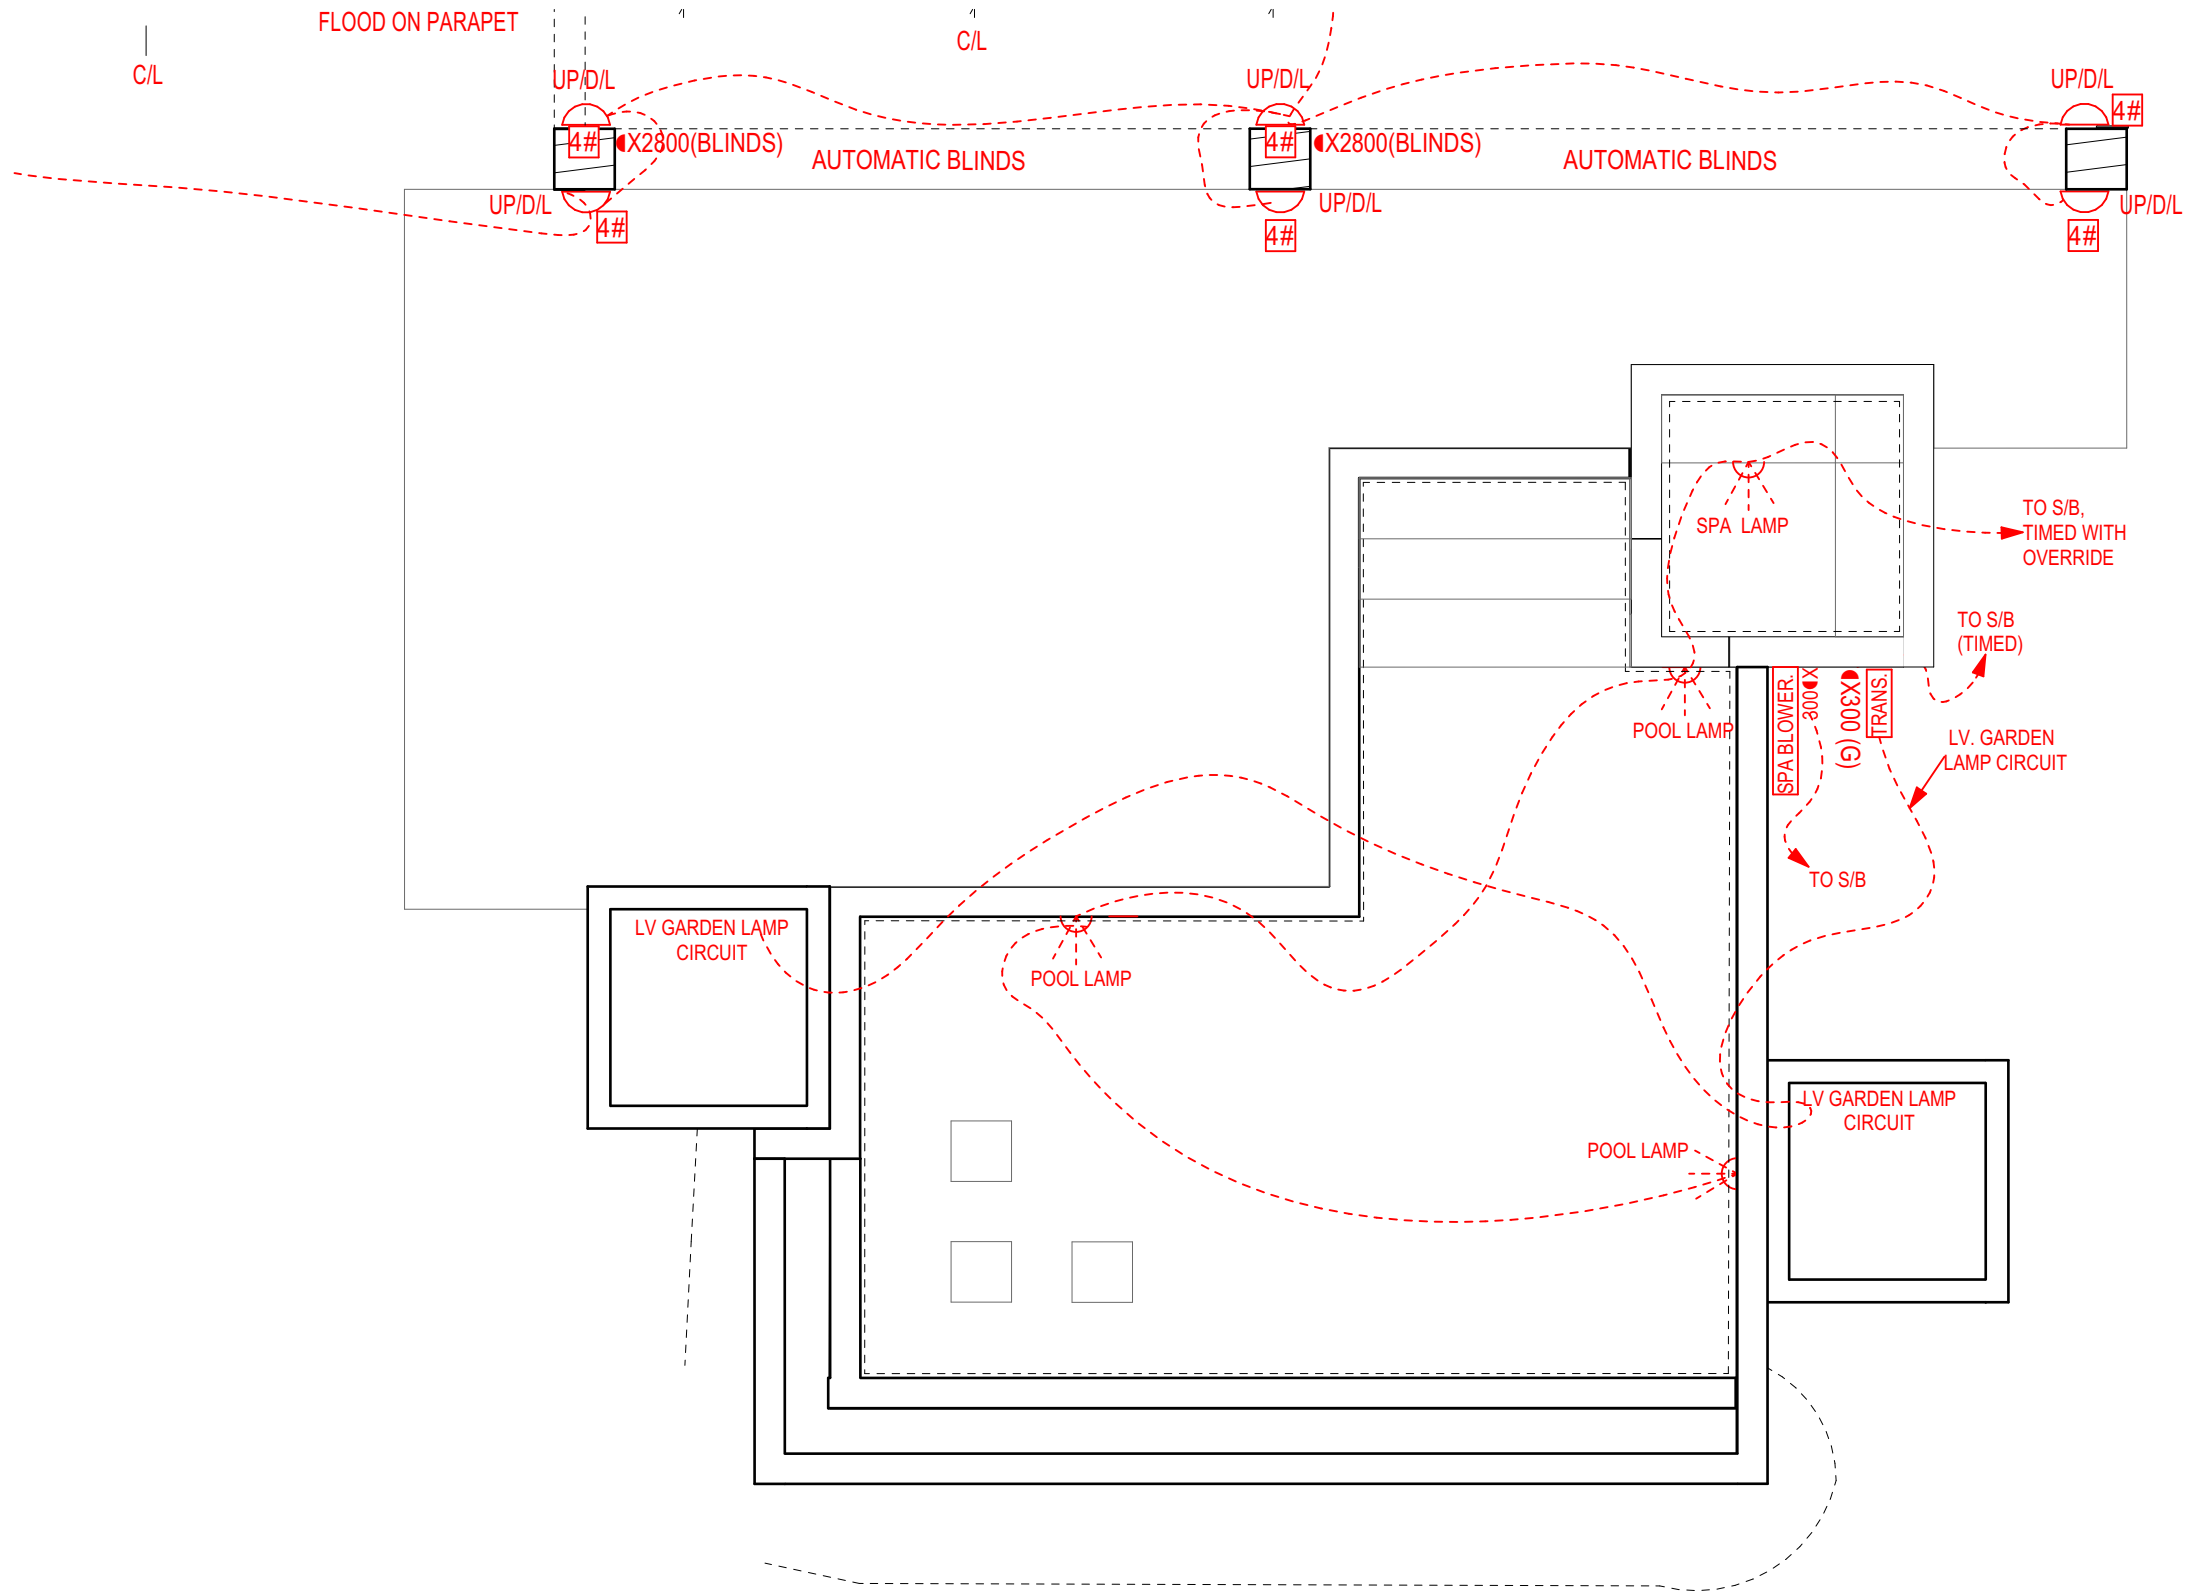 FLOOD ON PARAPET
C/L
C/L
UP/D/L
UP/D/L
UP/D/L
4#
4#
X2800(BLINDS)
AUTOMATIC BLINDS
4#
X2800(BLINDS)
AUTOMATIC BLINDS
UP/D/L
4#
UP/D/L
4#
UP/D/L
4#
SPA LAMP
TO S/B,
TIMED WITH
OVERRIDE
TO S/B
(TIMED)
POOL LAMP
SPA BLOWER.
X
300
X300 (G)
TRANS.
LV. GARDEN
LAMP CIRCUIT
TO S/B
LV GARDEN LAMP
CIRCUIT
POOL LAMP
LV GARDEN LAMP
CIRCUIT
POOL LAMP